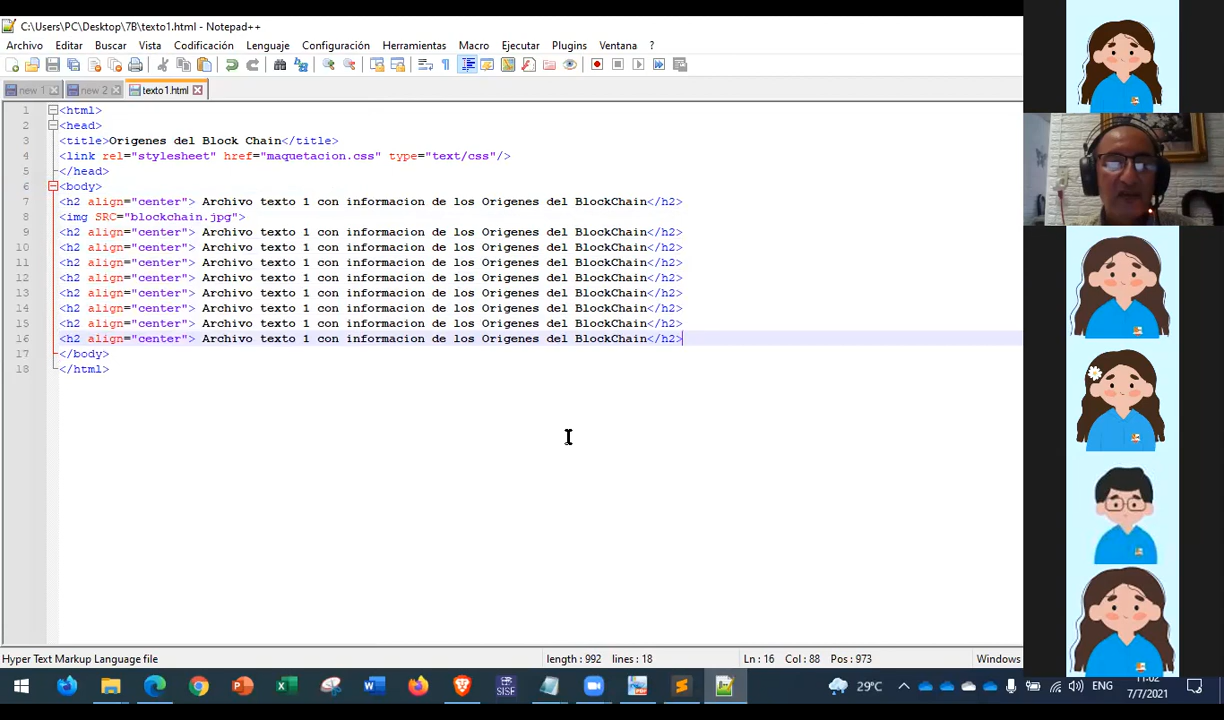 C:\Users\PC\Desktop\7B\texto1.html - Notepad++
Archivo Editar Buscar Vista Codificación Lenguaje Configuración Herramientas Macro Ejecutar Plugins Ventana ?
new 1 new 2 texto1.html
1 <html>
2 <head>
3 <title>Origenes del Block Chain</title>
4 <link rel="stylesheet" href="maquetacion.css" type="text/css"/>
5 </head>
6 <body>
7 <h2 align="center"> Archivo texto 1 con informacion de los Origenes del BlockChain</h2>
8 <img SRC="blockchain.jpg">
9 <h2 align="center"> Archivo texto 1 con informacion de los Origenes del BlockChain</h2>
10 <h2 align="center"> Archivo texto 1 con informacion de los Origenes del BlockChain</h2>
11 <h2 align="center"> Archivo texto 1 con informacion de los Origenes del BlockChain</h2>
12 <h2 align="center"> Archivo texto 1 con informacion de los Origenes del BlockChain</h2>
13 <h2 align="center"> Archivo texto 1 con informacion de los Origenes del BlockChain</h2>
14 <h2 align="center"> Archivo texto 1 con informacion de los Origenes del BlockChain</h2>
15 <h2 align="center"> Archivo texto 1 con informacion de los Origenes del BlockChain</h2>
16 <h2 align="center"> Archivo texto 1 con informacion de los Origenes del BlockChain</h2>
17 </body>
18 </html>
Hyper Text Markup Language file length : 992 lines : 18 Ln : 16 Col : 88 Pos : 973 Windows
SISE 29°C ENG 11:02
7/7/2021